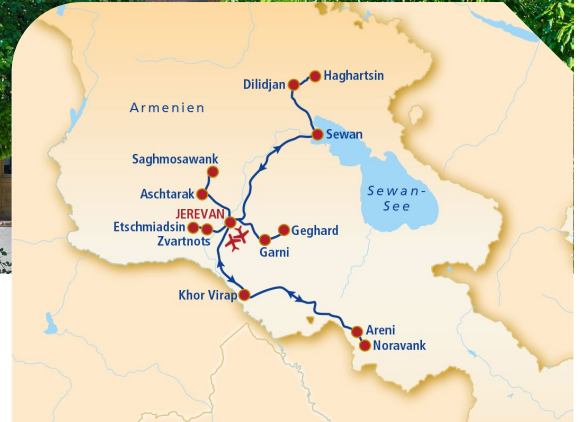 Haghartsin
Dilidjan
Armenien
Sewan
Saghmosawank
Aschtarak
Sewan-
See
JEREVAN
Etschmiadsin
Zvartnots
Geghard
Garni
Khor Virap
Areni
Noravank